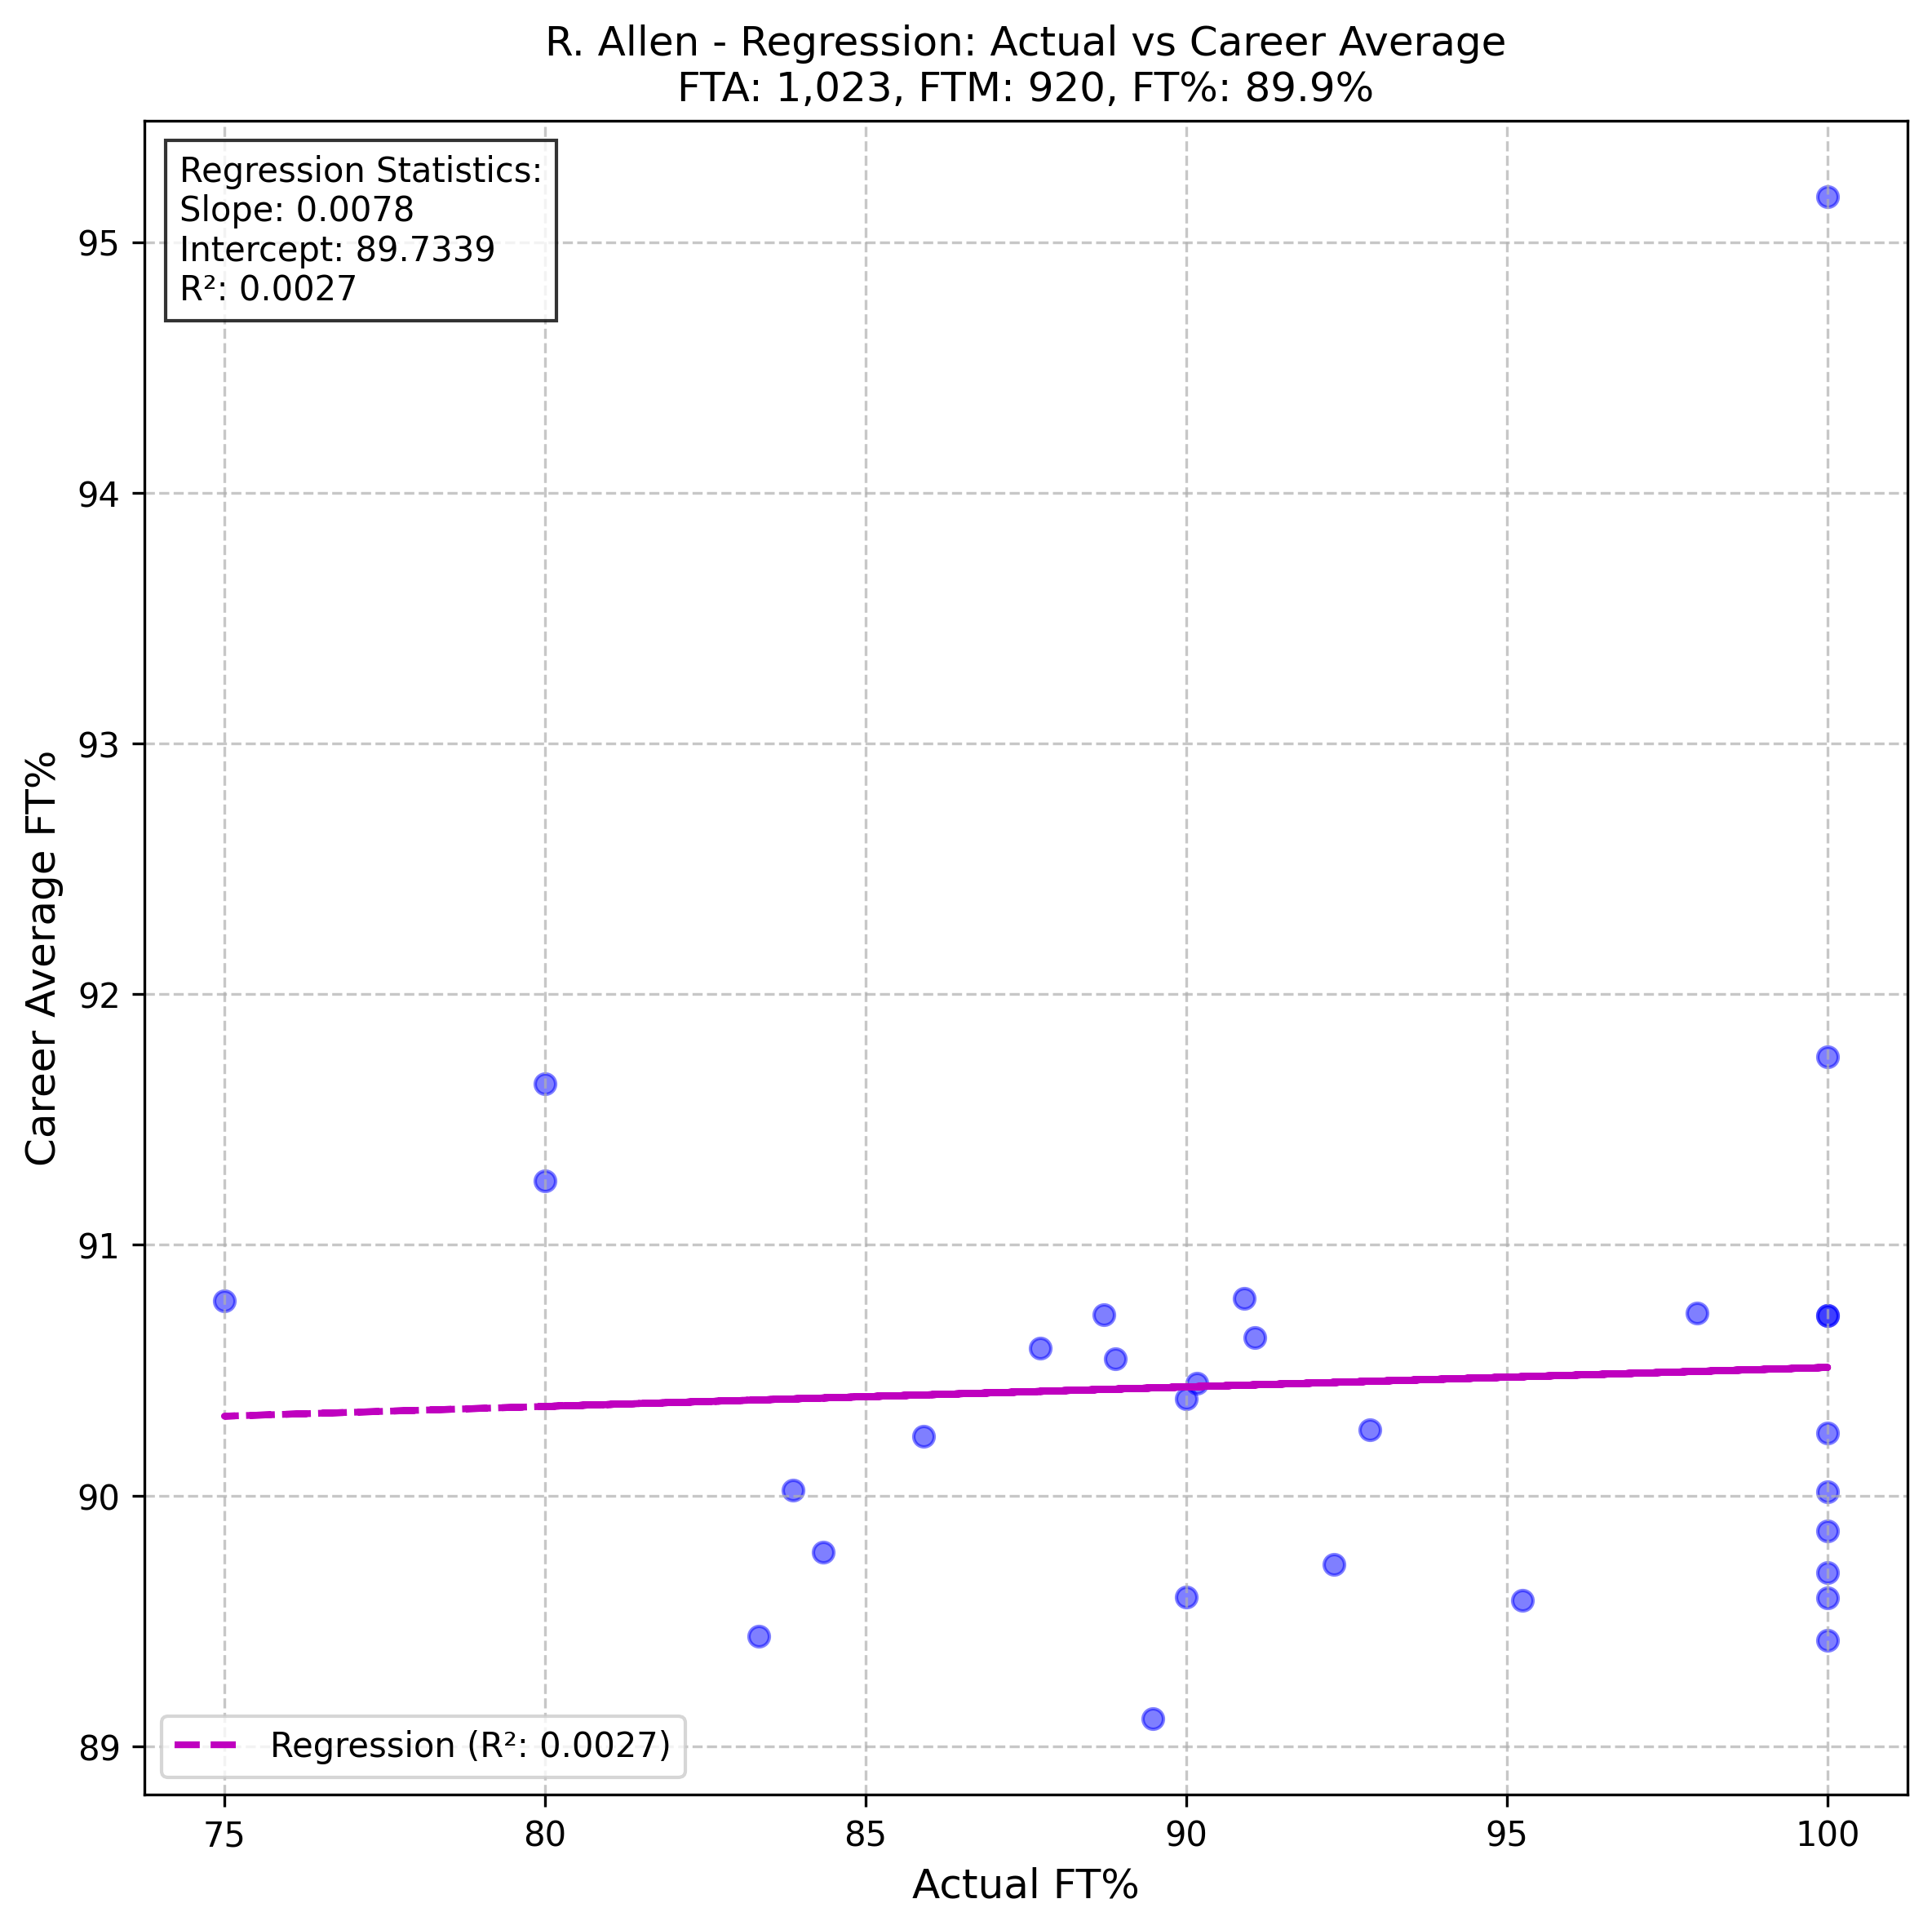 R. Allen - Regression: Actual vs Career Average
FTA: 1,023, FTM: 920, FT%: 89.9%
Regression Statistics:
Slope: 0.0078
Intercept: 89.7339
R²: 0.0027
95
94
93
92
91
90
89
Career Average FT%
Regression (R²: 0.0027)
75 80 85 90 95 100
Actual FT%